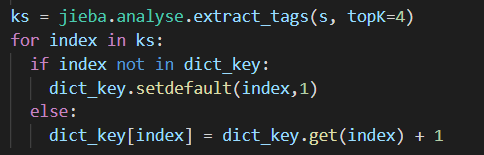 ks = jieba.analyse.extract_tags(s, topK=4)
for index in ks:
  if index not in dict_key:
    dict_key.setdefault(index,1)
  else:
    dict_key[index] = dict_key.get(index) + 1